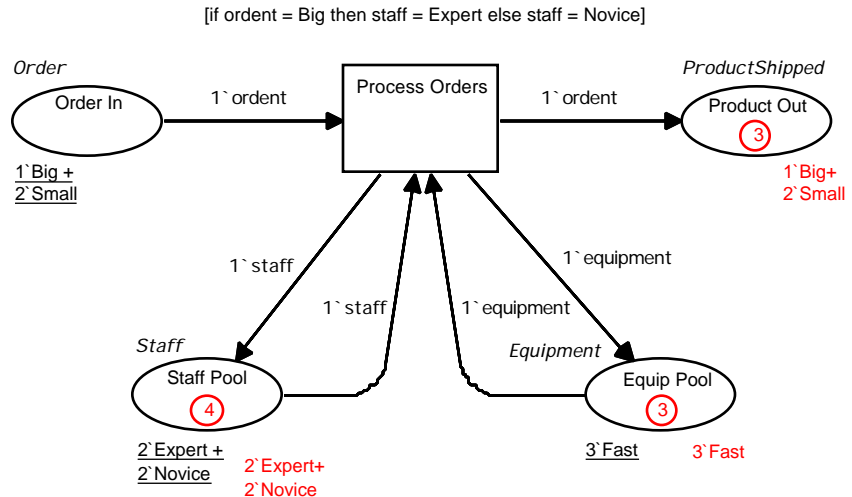 [if ordent = Big then staff = Expert else staff = Novice]
Order
ProductShipped
Order In
1`ordent
Process Orders
1`ordent
Product Out
3
1`Big +
2`Small
1`Big+
2`Small
1`staff
1`equipment
1`staff
1`equipment
Staff
Equipment
Staff Pool
4
Equip Pool
3
2`Expert +
2`Novice
2`Expert+
2`Novice
3`Fast
3`Fast